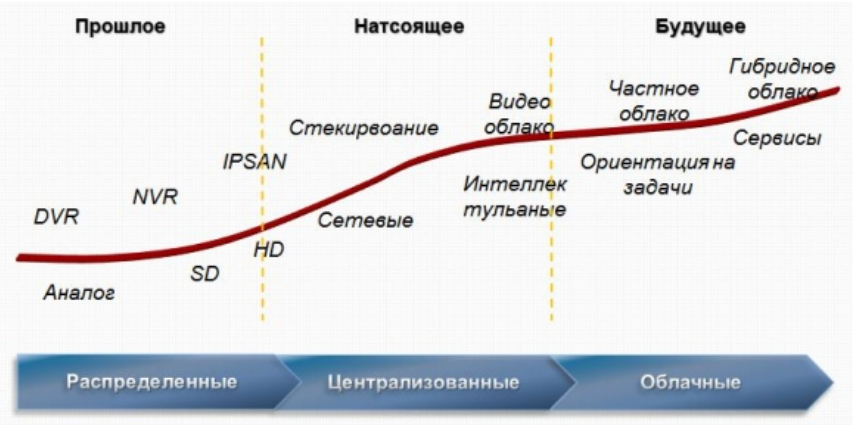 Прошлое
Натсоящее
Будущее
Гибридное
облако
Частное
облако
Видео
облако
Стекирвоание
Сервисы
IPSAN
Ориентация на
задачи
Интеллек
тульаные
NVR
DVR
Сетевые
HD
SD
Аналог
Распределенные
Централизованные
Облачные